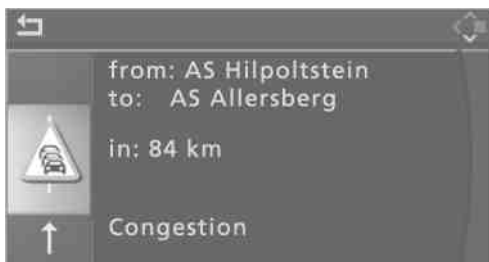 from: AS Hilpoltstein
to: AS Allersberg
in: 84 km
Congestion